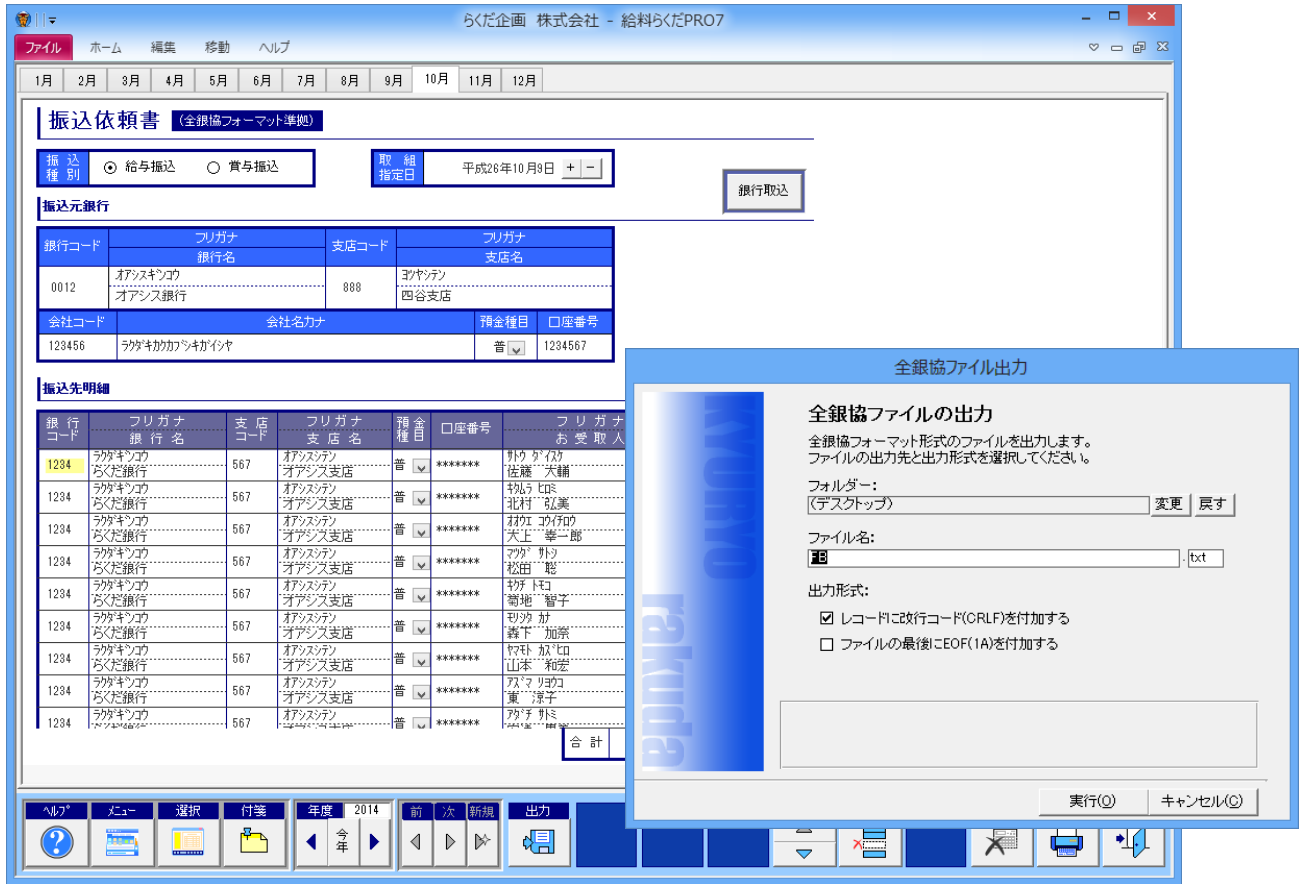 らくだ企画 株式会社 - 給料らくだPRO7
ファイル ホーム 編集 移動 ヘルプ
1月 2月 3月 4月 5月 6月 7月 8月 9月 10月 11月 12月
振込依頼書 (全銀協フォーマット準拠)
振込種別 給与振込 賞与振込 取組指定日 平成26年10月9日 + -
銀行取込
振込元銀行
銀行コード フリガナ 支店コード フリガナ
銀行名 支店名
0012 オアシスギンコウ 888 ヨツヤシテン
オアシス銀行 四谷支店
会社コード 会社名カナ 預金種目 口座番号
123456 ラクダキカクカブシキガイシャ 普 1234567
振込先明細
銀行コード フリガナ 支店コード フリガナ 預金種目 口座番号 フリガナ
銀行名 支店名 お受取人
1234 ラクダギンコウ 567 オアシスシテン 普 ******* サトウ ダイスケ
らくだ銀行 オアシス支店 佐藤 大輔
1234 ラクダギンコウ 567 オアシスシテン 普 ******* キタムラ ヒロミ
らくだ銀行 オアシス支店 北村 弘美
1234 ラクダギンコウ 567 オアシスシテン 普 ******* オオウエ コウイチロウ
らくだ銀行 オアシス支店 大上 幸一郎
1234 ラクダギンコウ 567 オアシスシテン 普 ******* マツダ サトシ
らくだ銀行 オアシス支店 松田 聡
1234 ラクダギンコウ 567 オアシスシテン 普 ******* キクチ トモコ
らくだ銀行 オアシス支店 菊地 智子
1234 ラクダギンコウ 567 オアシスシテン 普 ******* モリシタ カナ
らくだ銀行 オアシス支店 森下 加奈
1234 ラクダギンコウ 567 オアシスシテン 普 ******* ヤマモト カズヒロ
らくだ銀行 オアシス支店 山本 和宏
1234 ラクダギンコウ 567 オアシスシテン 普 ******* アズマ リョウコ
らくだ銀行 オアシス支店 東 涼子
1234 ラクダギンコウ 567 オアシスシテン 普 ******* アダチ サトミ
合計
全銀協ファイル出力
KYURYO
rakuda
全銀協ファイルの出力
全銀協フォーマット形式のファイルを出力します。
ファイルの出力先と出力形式を選択してください。
フォルダー:
(デスクトップ) 変更 戻す
ファイル名:
FB .txt
出力形式:
レコードに改行コード(CRLF)を付加する
ファイルの最後にEOF(1A)を付加する
実行(O) キャンセル(C)
ヘルプ メニュー 選択 付箋 年度 2014 前 次 新規 出力
今年